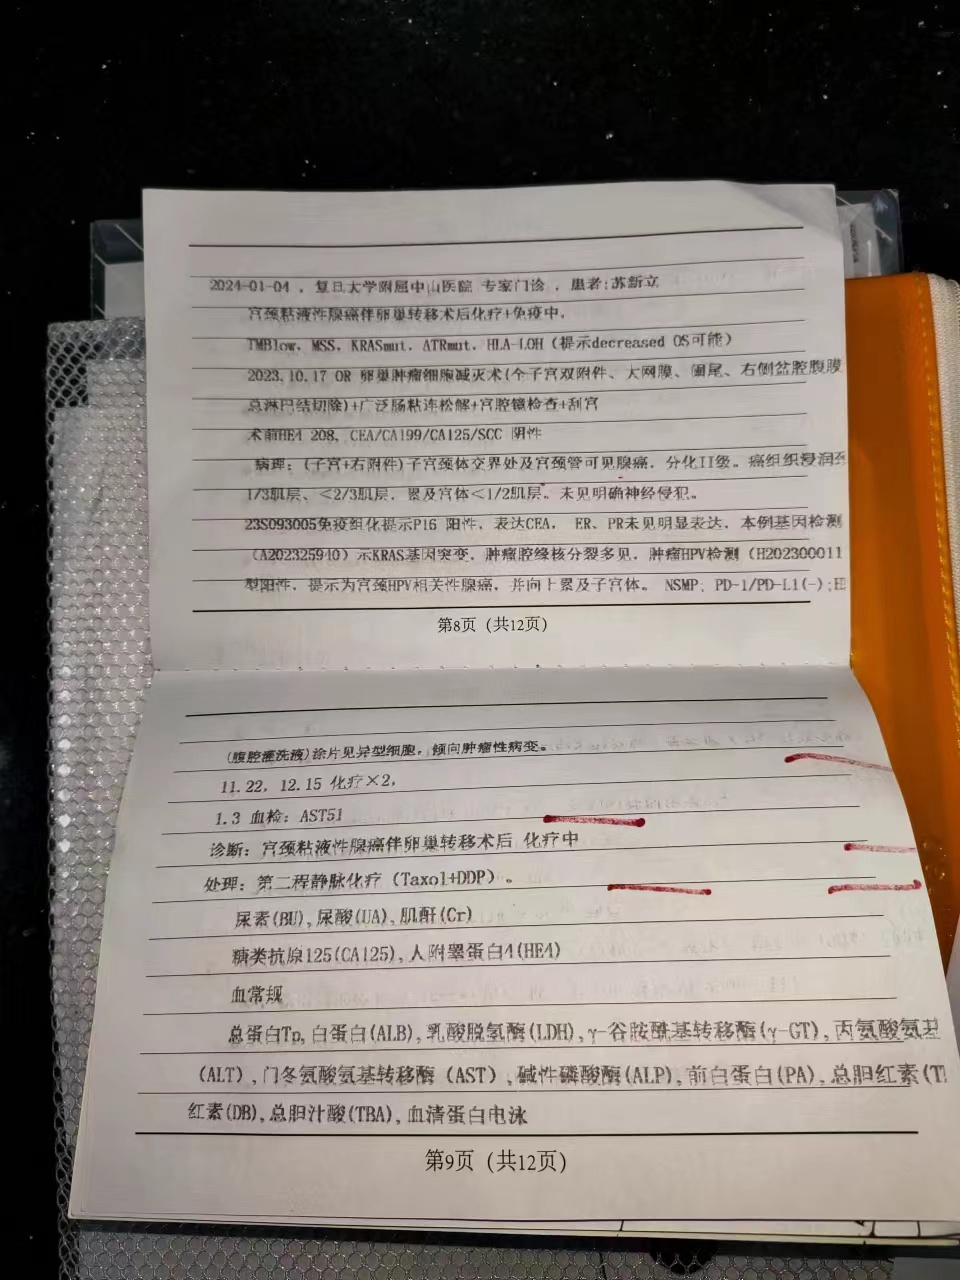 2024-01-04 , 复旦大学附属中山医院 专家门诊 , 患者:苏新立
宫颈粘液性腺癌伴卵巢转移术后化疗+免疫中,
TMBlow, MSS, KRASmut, ATRmut, HLA-LOH (提示decreased OS可能)
2023.10.17 OR 卵巢肿瘤细胞减灭术(全子宫双附件、大网膜、阑尾、右侧盆腔腹膜
总淋巴结切除)+广泛肠粘连松解+宫腔镜检查+刮宫
术前HE4 208, CEA/CA199/CA125/SCC 阴性
病理: (子宫+右附件)子宫颈体交界处及宫颈管可见腺癌, 分化II级。癌组织浸润
1/3肌层、<2/3肌层, 累及宫体<1/2肌层。未见明确神经侵犯。
23S093005免疫组化提示P16 阳性, 表达CEA, ER、PR未见明显表达, 本例基因检测
(A202325940) 示KRAS基因突变, 肿瘤腔缘核分裂多见, 肿瘤HPV检测 (H202300011
型阳性, 提示为宫颈HPV相关性腺癌, 并向上累及子宫体。 NSMP; PD-1/PD-L1(-);
第8页 (共12页)
(腹腔灌洗液)涂片见异型细胞, 倾向肿瘤性病变。
11.22, 12.15 化疗×2,
1.3 血检: AST51
诊断: 宫颈粘液性腺癌伴卵巢转移术后 化疗中
处理: 第二程静脉化疗 (Taxol+DDP) 。
尿素(BU), 尿酸(UA), 肌酐(Cr)
糖类抗原125(CA125), 人附睾蛋白4(HE4)
血常规
总蛋白Tp, 白蛋白(ALB), 乳酸脱氢酶(LDH), γ-谷胺酰基转移酶(γ-GT), 丙氨酸氨基
(ALT) , 门冬氨酸氨基转移酶 (AST) , 碱性磷酸酶(ALP), 前白蛋白(PA), 总胆红素(T
红素(DB), 总胆汁酸(TBA), 血清蛋白电泳
第9页 (共12页)